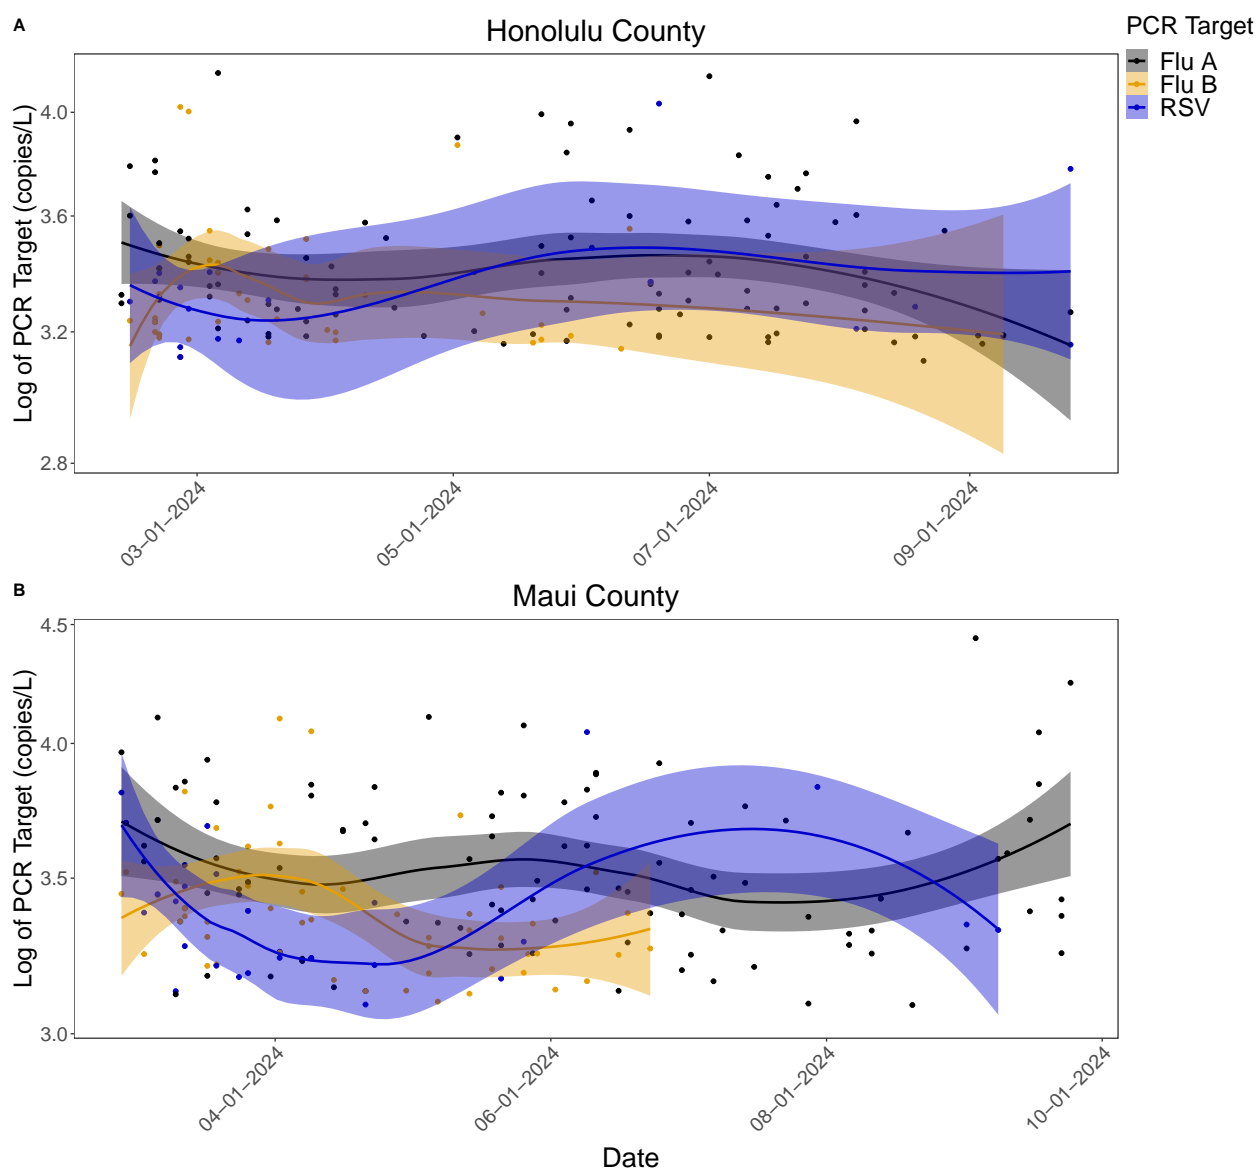 A
Honolulu County
PCR Target
Flu A
Flu B
RSV
Log of PCR Target (copies/L)
4.0
3.6
3.2
2.8
03−01−2024
05−01−2024
07−01−2024
09−01−2024
B
Maui County
Log of PCR Target (copies/L)
4.5
4.0
3.5
3.0
04−01−2024
06−01−2024
08−01−2024
10−01−2024
Date